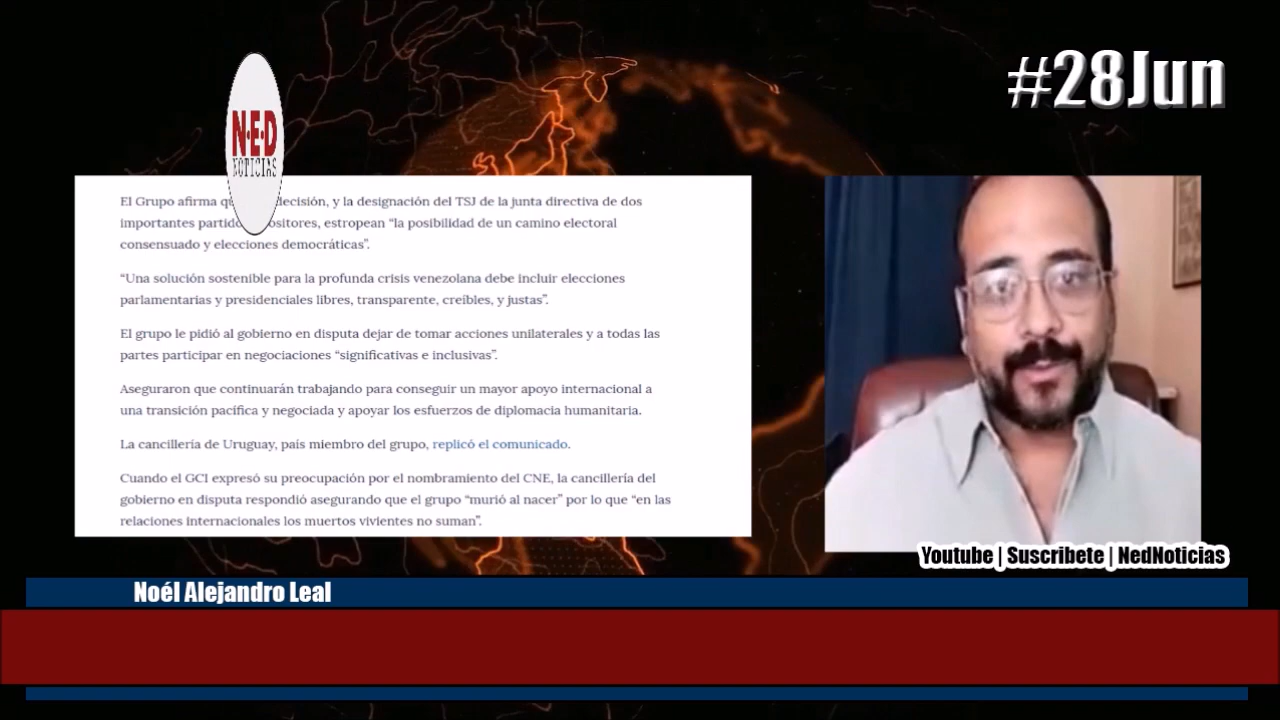 #28Jun
N·E·D
NOTICIAS
El Grupo afirma decisión, y la designación del TSJ de la junta directiva de dos
importantes ositores, estropean “la posibilidad de un camino electoral
consensuado y elecciones democráticas”.
“Una solución sostenible para la profunda crisis venezolana debe incluir elecciones
parlamentarias y presidenciales libres, transparente, creíbles, y justas”.
El grupo le pidió al gobierno en disputa dejar de tomar acciones unilaterales y a todas las
partes participar en negociaciones “significativas e inclusivas”.
Aseguraron que continuarán trabajando para conseguir un mayor apoyo internacional a
una transición pacífica y negociada y apoyar los esfuerzos de diplomacia humanitaria.
La cancillería de Uruguay, país miembro del grupo, replicó el comunicado.
Cuando el GCI expresó su preocupación por el nombramiento del CNE, la cancillería del
gobierno en disputa respondió asegurando que el grupo “murió al nacer” por lo que “en las
relaciones internacionales los muertos vivientes no suman”.
Youtube | Suscribete | NedNoticias
Noél Alejandro Leal